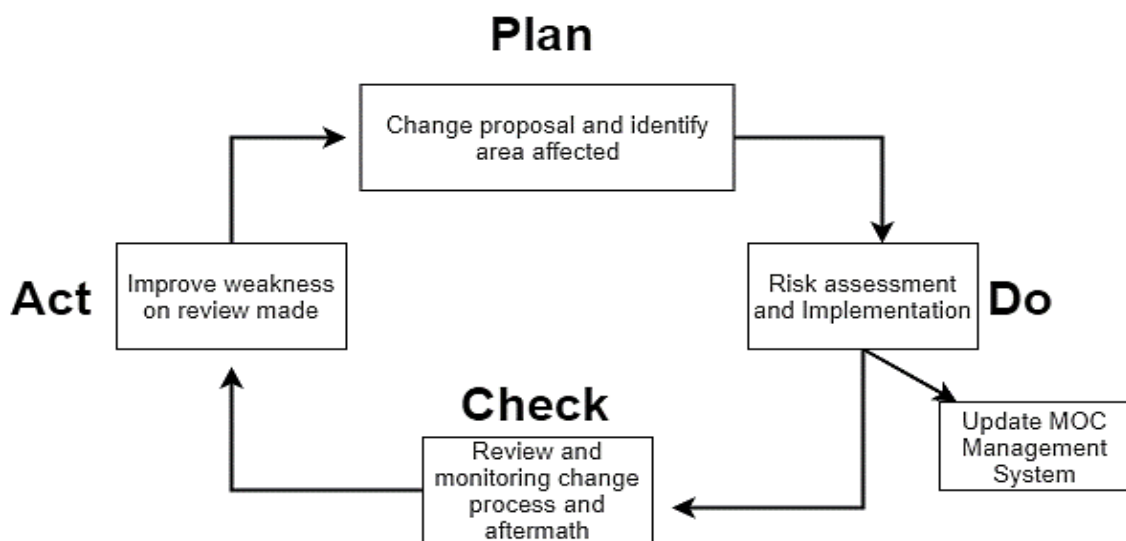 Plan
Change proposal and identify
area affected
Act
Improve weakness
on review made
Risk assessment
and Implementation
Do
Check
Review and
monitoring change
process and
aftermath
Update MOC
Management
System